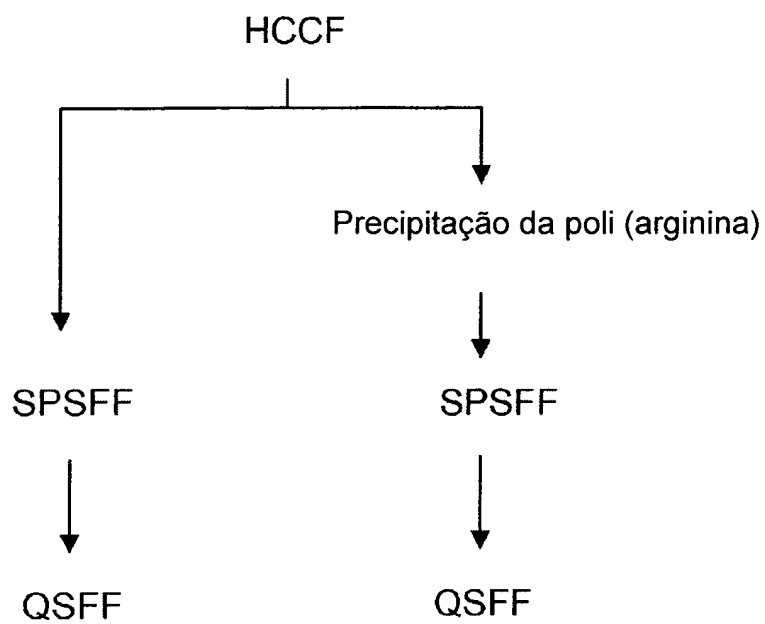 HCCF
Precipitação da poli (arginina)
SPSFF
SPSFF
QSFF
QSFF